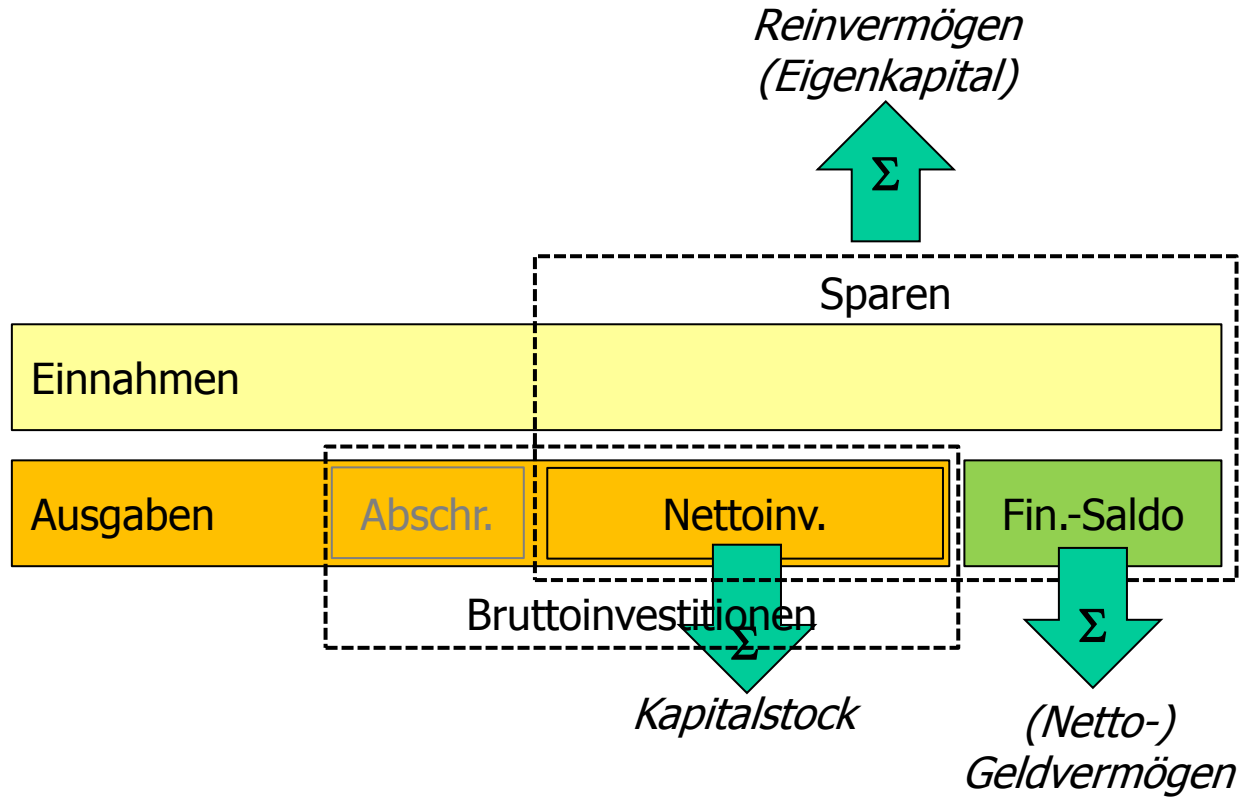 Reinvermögen
(Eigenkapital)
Σ
Sparen
Einnahmen
Ausgaben
Abschr.
Nettoinv.
Fin.-Saldo
Bruttoinvestitionen
Σ
Σ
Kapitalstock
(Netto-)
Geldvermögen